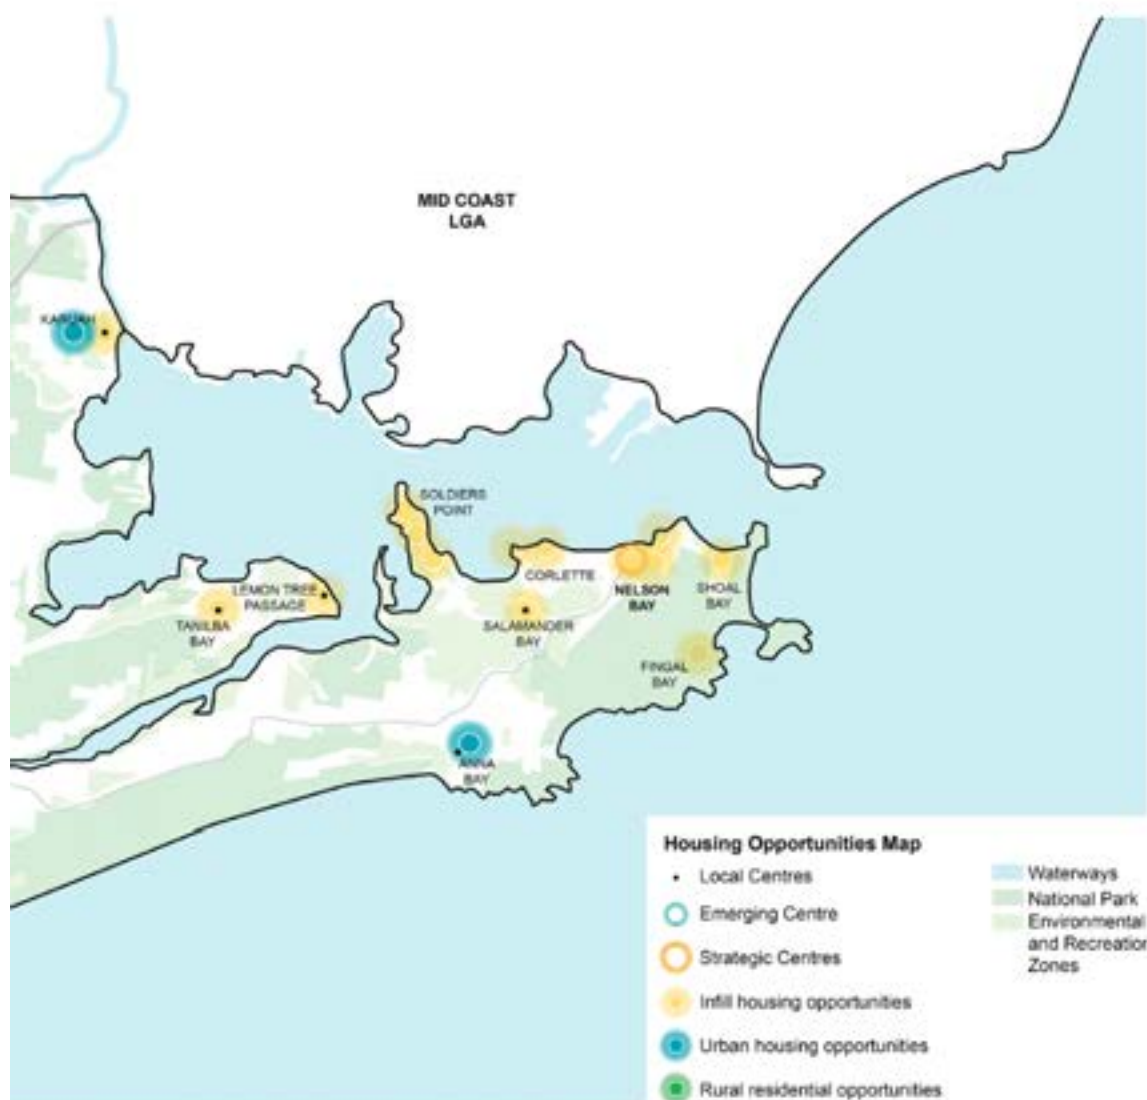 MID COAST
LGA
KARUAH
SOLDIERS
POINT
CORLETTE
NELSON
BAY
SHOAL
BAY
LEMON TREE
PASSAGE
TANILBA
BAY
SALAMANDER
BAY
FINGAL
BAY
ANNA
BAY
Housing Opportunities Map
Local Centres
Emerging Centre
Strategic Centres
Infill housing opportunities
Urban housing opportunities
Rural residential opportunities
Waterways
National Park
Environmental
and Recreation
Zones